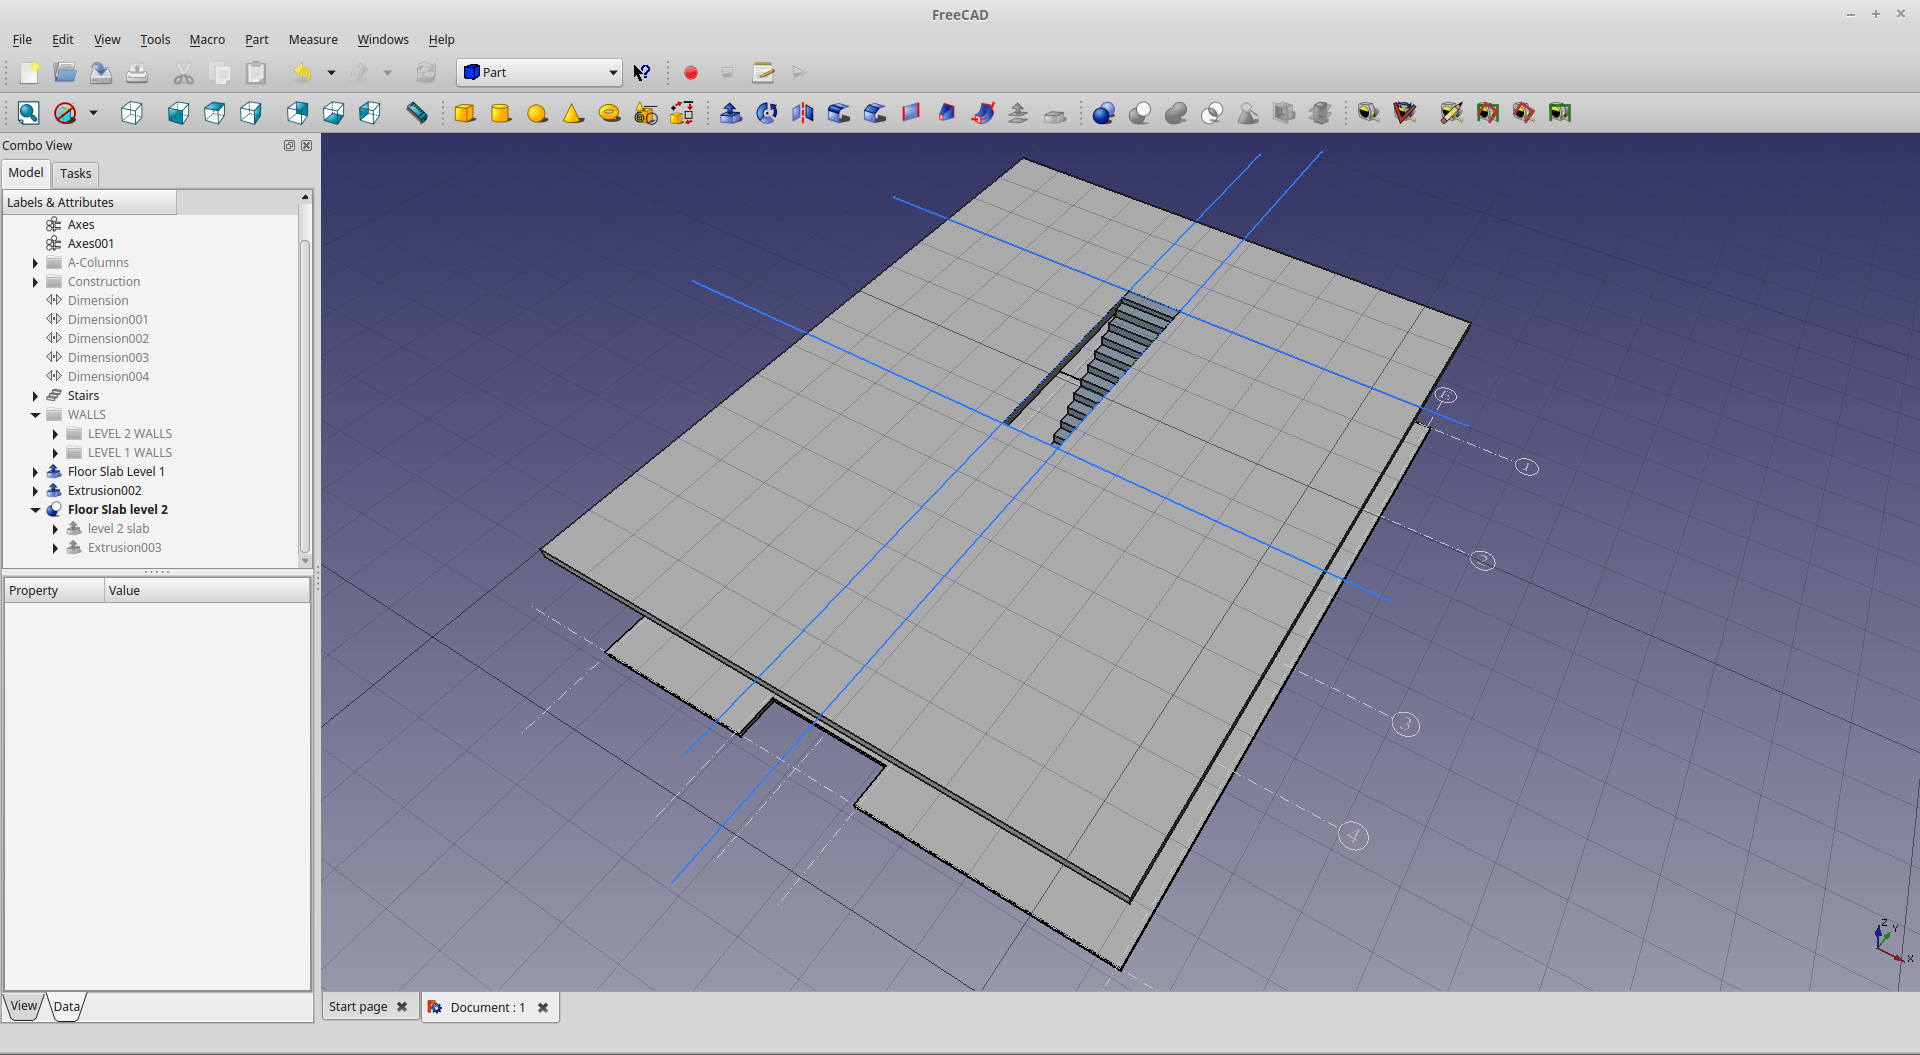 FreeCAD
File Edit View Tools Macro Part Measure Windows Help
Part
Combo View
Model Tasks
Labels & Attributes
Axes
Axes001
A-Columns
Construction
Dimension
Dimension001
Dimension002
Dimension003
Dimension004
Stairs
WALLS
LEVEL 2 WALLS
LEVEL 1 WALLS
Floor Slab Level 1
Extrusion002
Floor Slab level 2
level 2 slab
Extrusion003
Property Value
View Data
1
2
3
4
Z
Y
X
Start page Document : 1